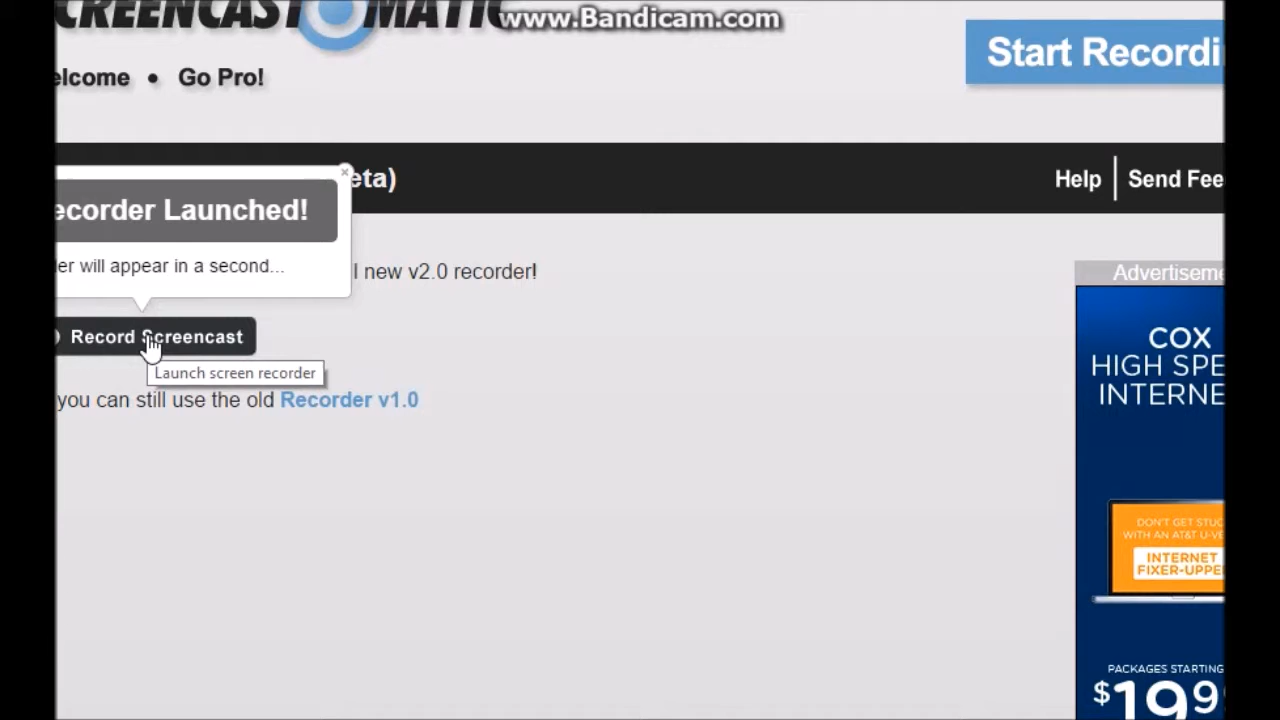 CREENCAST MATIC
www.Bandicam.com
Start Recordi
elcome • Go Pro!
eta)
Help
Send Fee
ecorder Launched!
er will appear in a second...
l new v2.0 recorder!
Advertiseme
Record Screencast
Launch screen recorder
you can still use the old Recorder v1.0
COX
HIGH SPE
INTERNE
DON'T GET STUC
WITH AN AT&T U-VE
INTERNET
FIXER-UPPE
PACKAGES STARTING
$19.9